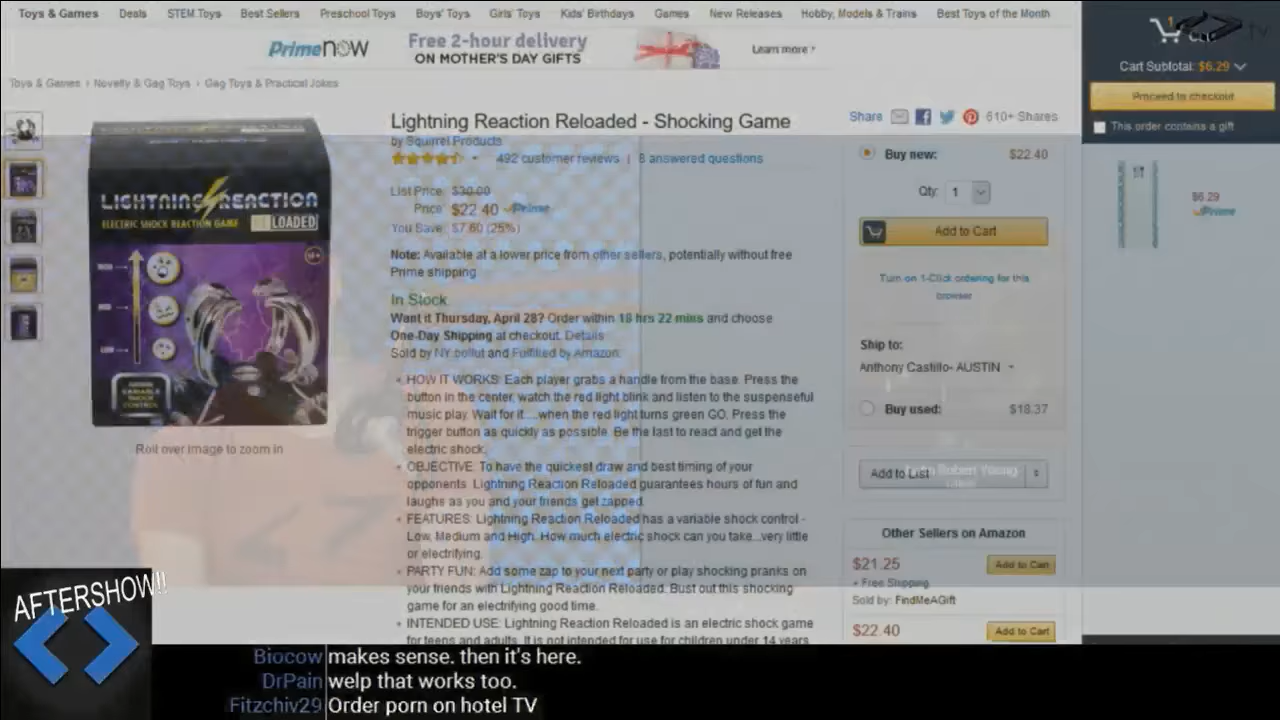 Toys & Games Deals STEM Toys Best Sellers Preschool Toys Boys' Toys Girls' Toys Kids' Birthdays Games New Releases Hobby, Models & Trains Best Toys of the Month
PrimeNOW
Free 2-hour delivery
ON MOTHER'S DAY GIFTS
Learn more
Toys & Games › Novelty & Gag Toys › Gag Toys & Practical Jokes
1
TV
Cart Subtotal: $6.29
Proceed to checkout
This order contains a gift
$6.29
Prime
LIGHTNING REACTION
ELECTRIC SHOCK REACTION GAME
LOADED
14+
VARIABLE
SHOCK
CONTROL
Roll over image to zoom in
Lightning Reaction Reloaded - Shocking Game
by Squirrel Products
492 customer reviews | 8 answered questions
List Price: $30.00
Price: $22.40 Prime
You Save: $7.60 (25%)
Note: Available at a lower price from other sellers, potentially without free
Prime shipping.
In Stock.
Want it Thursday, April 28? Order within 18 hrs 22 mins and choose
One-Day Shipping at checkout. Details
Sold by NY bollut and Fulfilled by Amazon.
• HOW IT WORKS: Each player grabs a handle from the base. Press the
button in the center, watch the red light blink and listen to the suspenseful
music play. Wait for it.....when the red light turns green GO. Press the
trigger button as quickly as possible. Be the last to react and get the
electric shock.
• OBJECTIVE: To have the quickest draw and best timing of your
opponents. Lightning Reaction Reloaded guarantees hours of fun and
laughs as you and your friends get zapped.
• FEATURES: Lightning Reaction Reloaded has a variable shock control -
Low, Medium and High. How much electric shock can you take...very little
or electrifying.
• PARTY FUN: Add some zap to your next party or play shocking pranks on
your friends with Lightning Reaction Reloaded. Bust out this shocking
game for an electrifying good time.
• INTENDED USE: Lightning Reaction Reloaded is an electric shock game
for teens and adults. It is not intended for use for children under 14 years
Share 610+ Shares
Buy new: $22.40
Qty: 1
Add to Cart
Turn on 1-Click ordering for this
browser
Ship to:
Anthony Castillo- AUSTIN
Buy used: $18.37
Add to List
Robert Young
Other Sellers on Amazon
$21.25 Add to Cart
+ Free Shipping
Sold by: FindMeAGift
$22.40 Add to Cart
AFTERSHOW!!
Biocow makes sense. then it's here.
DrPain welp that works too.
Fitzchiv29 Order porn on hotel TV